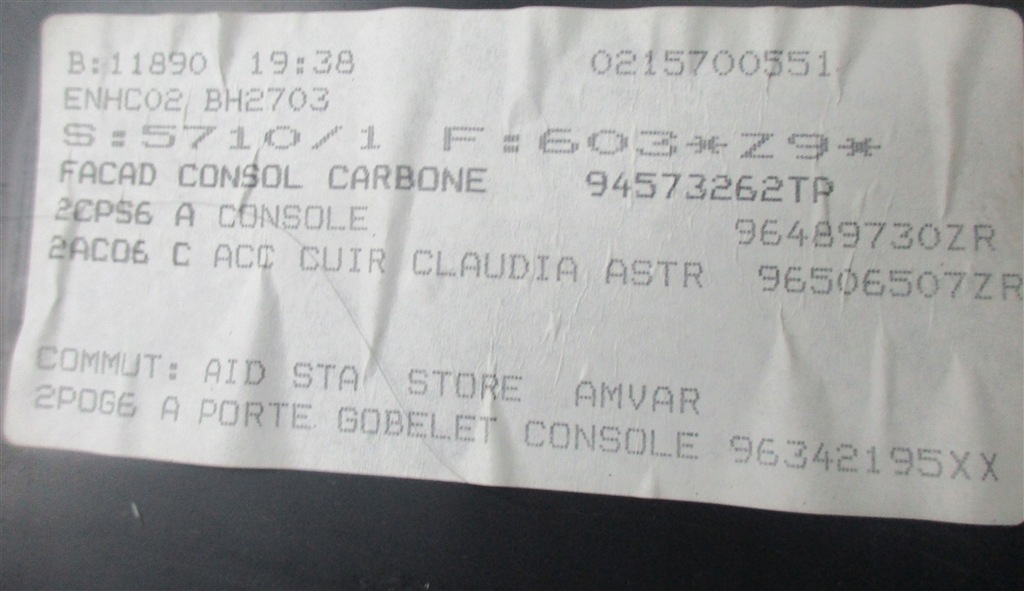 B:11890 19:38 0215700551
ENHC02 BH2703
S:5710/1 F:603*Z9*
FACAD CONSOL CARBONE 94573262TP
2CPS6 A CONSOLE 96489730ZR
2AC06 C ACC CUIR CLAUDIA ASTR 96506507ZR
COMMUT: AID STA STORE AMVAR
2POG6 A PORTE GOBELET CONSOLE 96342195XX